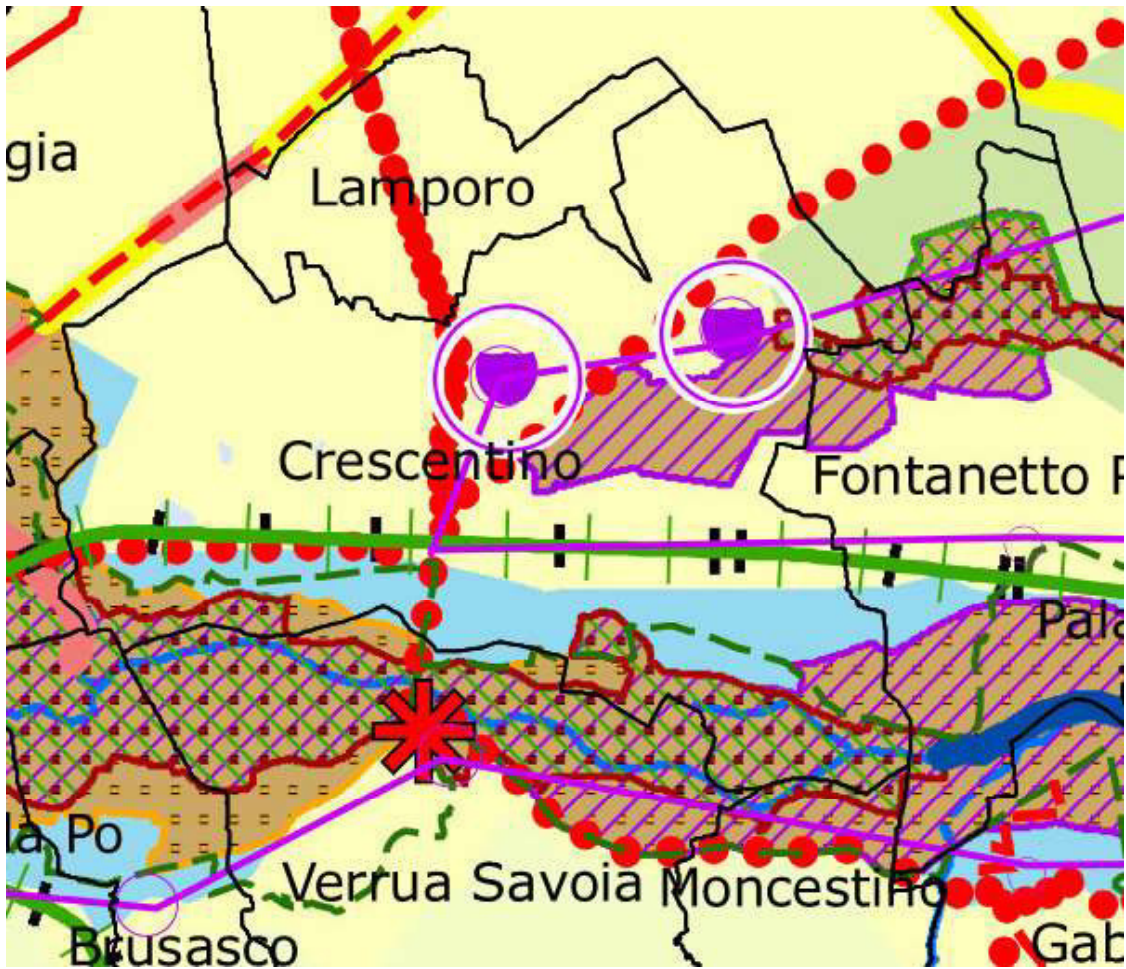 gia
Lamporo
Crescentino
Fontanetto P
Pala
la Po
Verrua Savoia
Moncestino
Brusasco
Gab